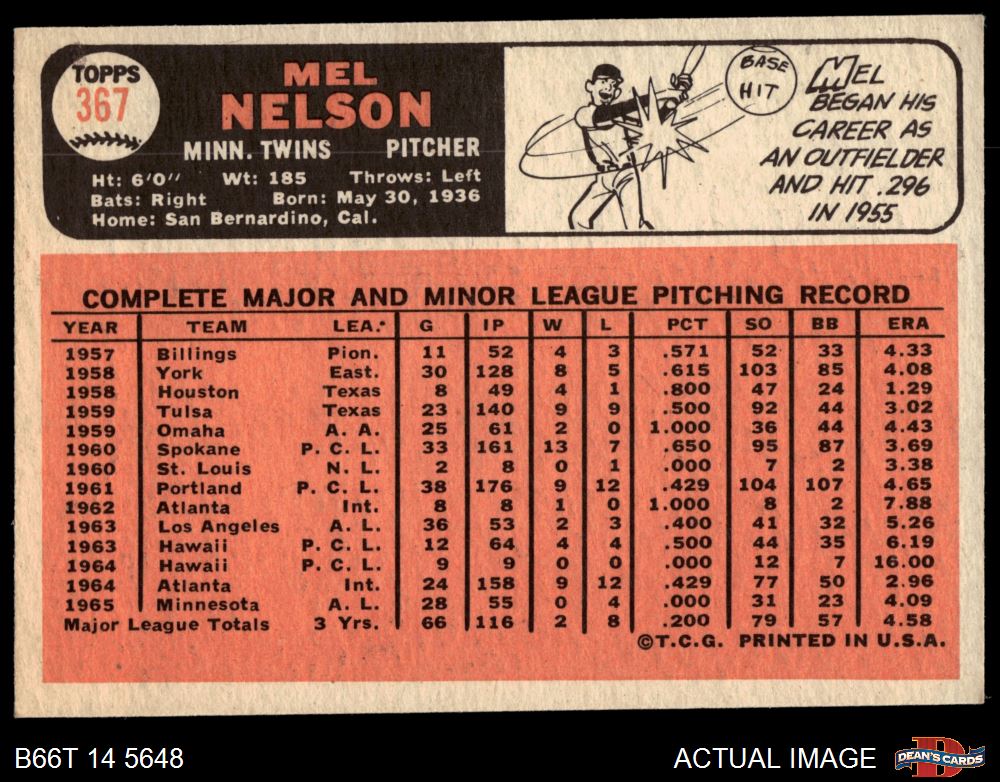 TOPPS
367
MEL
NELSON
MINN. TWINS PITCHER
Ht: 6'0" Wt: 185 Throws: Left
Bats: Right Born: May 30, 1936
Home: San Bernardino, Cal.
BASE
HIT
MEL
BEGAN HIS
CAREER AS
AN OUTFIELDER
AND HIT .296
IN 1955
COMPLETE MAJOR AND MINOR LEAGUE PITCHING RECORD
YEAR TEAM LEA. G IP W L PCT SO BB ERA
1957 Billings Pion. 11 52 4 3 .571 52 33 4.33
1958 York East. 30 128 8 5 .615 103 85 4.08
1958 Houston Texas 8 49 4 1 .800 47 24 1.29
1959 Tulsa Texas 23 140 9 9 .500 92 44 3.02
1959 Omaha A. A. 25 61 2 0 1.000 36 44 4.43
1960 Spokane P. C. L. 33 161 13 7 .650 95 87 3.69
1960 St. Louis N. L. 2 8 0 1 .000 7 2 3.38
1961 Portland P. C. L. 38 176 9 12 .429 104 107 4.65
1962 Atlanta Int. 8 8 1 0 1.000 8 2 7.88
1963 Los Angeles A. L. 36 53 2 3 .400 41 32 5.26
1963 Hawaii P. C. L. 12 64 4 4 .500 44 35 6.19
1964 Hawaii P. C. L. 9 9 0 0 .000 12 7 16.00
1964 Atlanta Int. 24 158 9 12 .429 77 50 2.96
1965 Minnesota A. L. 28 55 0 4 .000 31 23 4.09
Major League Totals 3 Yrs. 66 116 2 8 .200 79 57 4.58
©T.C.G. PRINTED IN U.S.A.
B66T 14 5648 ACTUAL IMAGE
D
DEAN'S CARDS